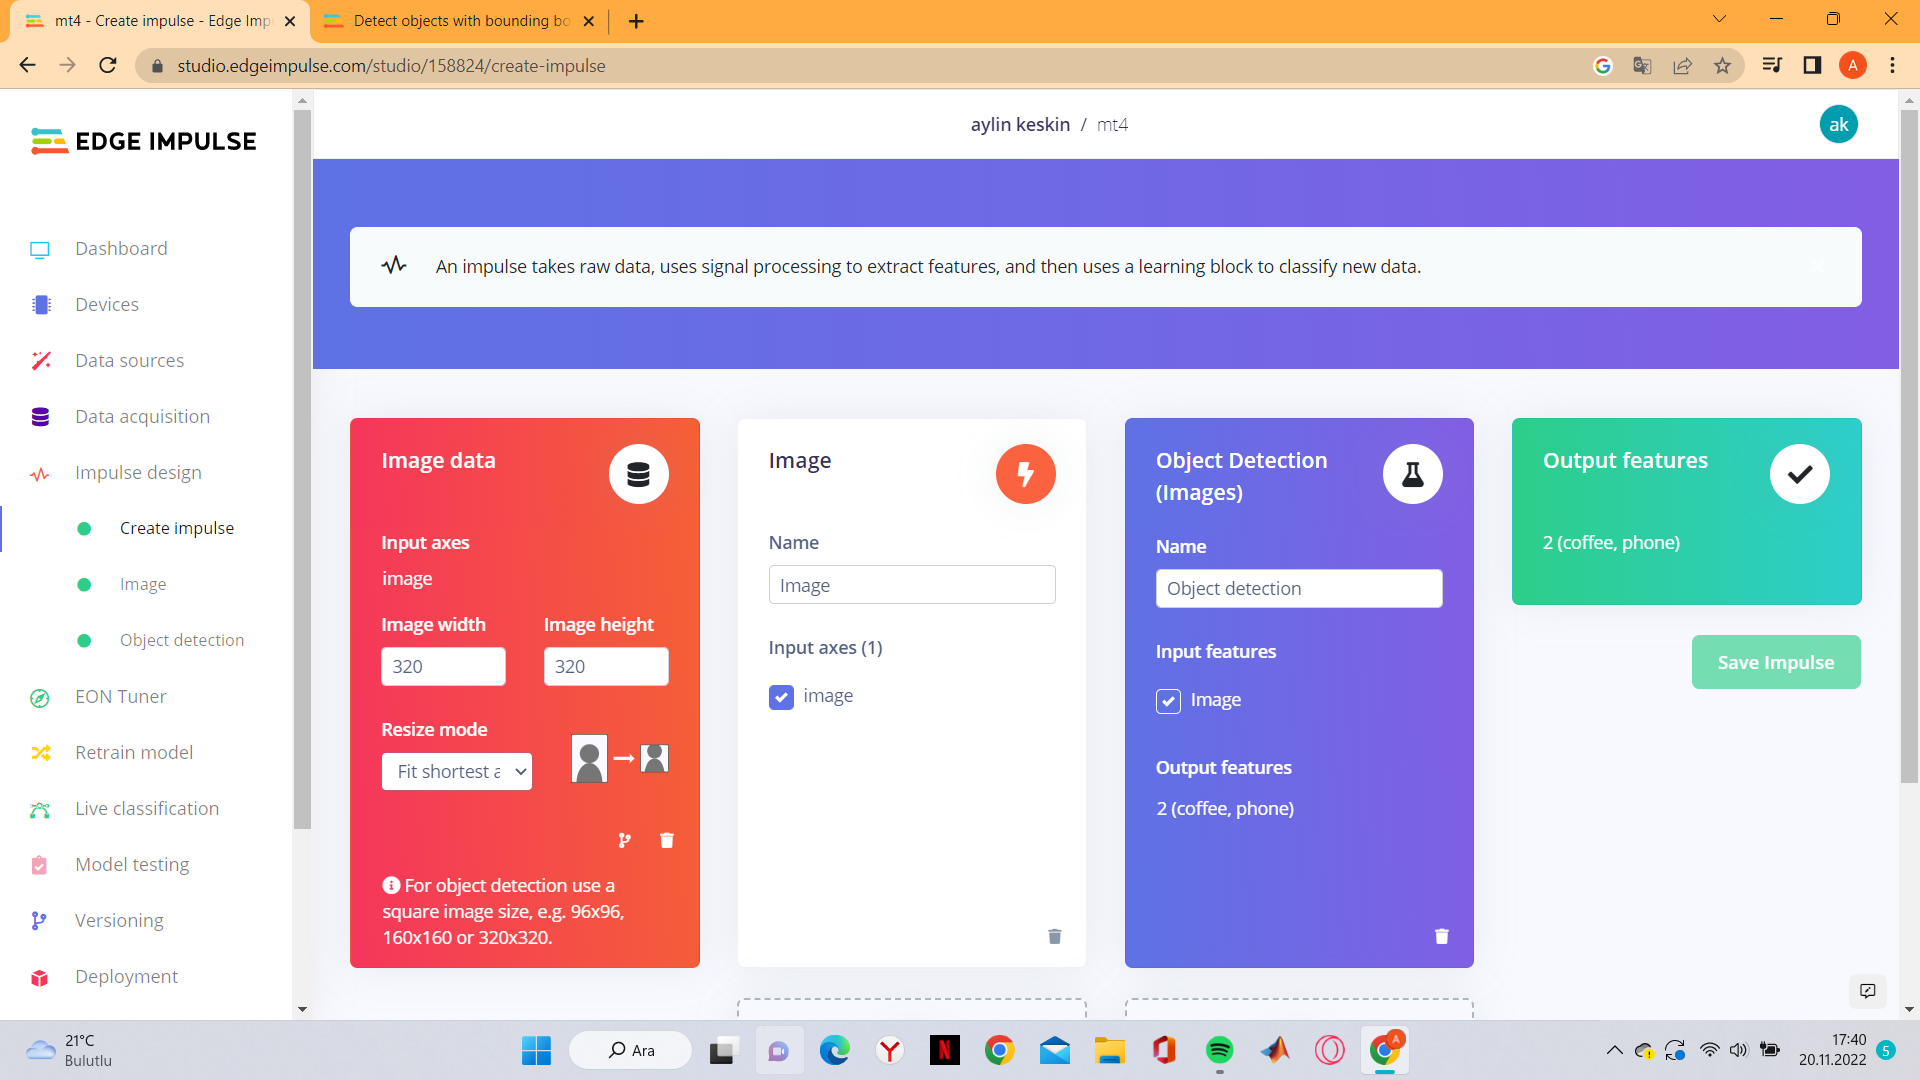 mt4 - Create impulse - Edge Imp
Detect objects with bounding bo
studio.edgeimpulse.com/studio/158824/create-impulse
A
EDGE IMPULSE
aylin keskin / mt4
ak
An impulse takes raw data, uses signal processing to extract features, and then uses a learning block to classify new data.
Dashboard
Devices
Data sources
Data acquisition
Impulse design
Create impulse
Image
Object detection
EON Tuner
Retrain model
Live classification
Model testing
Versioning
Deployment
Image data
Input axes
image
Image width
Image height
320
320
Resize mode
Fit shortest a
For object detection use a
square image size, e.g. 96x96,
160x160 or 320x320.
Image
Name
Image
Input axes (1)
image
Object Detection
(Images)
Name
Object detection
Input features
Image
Output features
2 (coffee, phone)
Output features
2 (coffee, phone)
Save Impulse
21°C
Bulutlu
Ara
A
17:40
20.11.2022
5